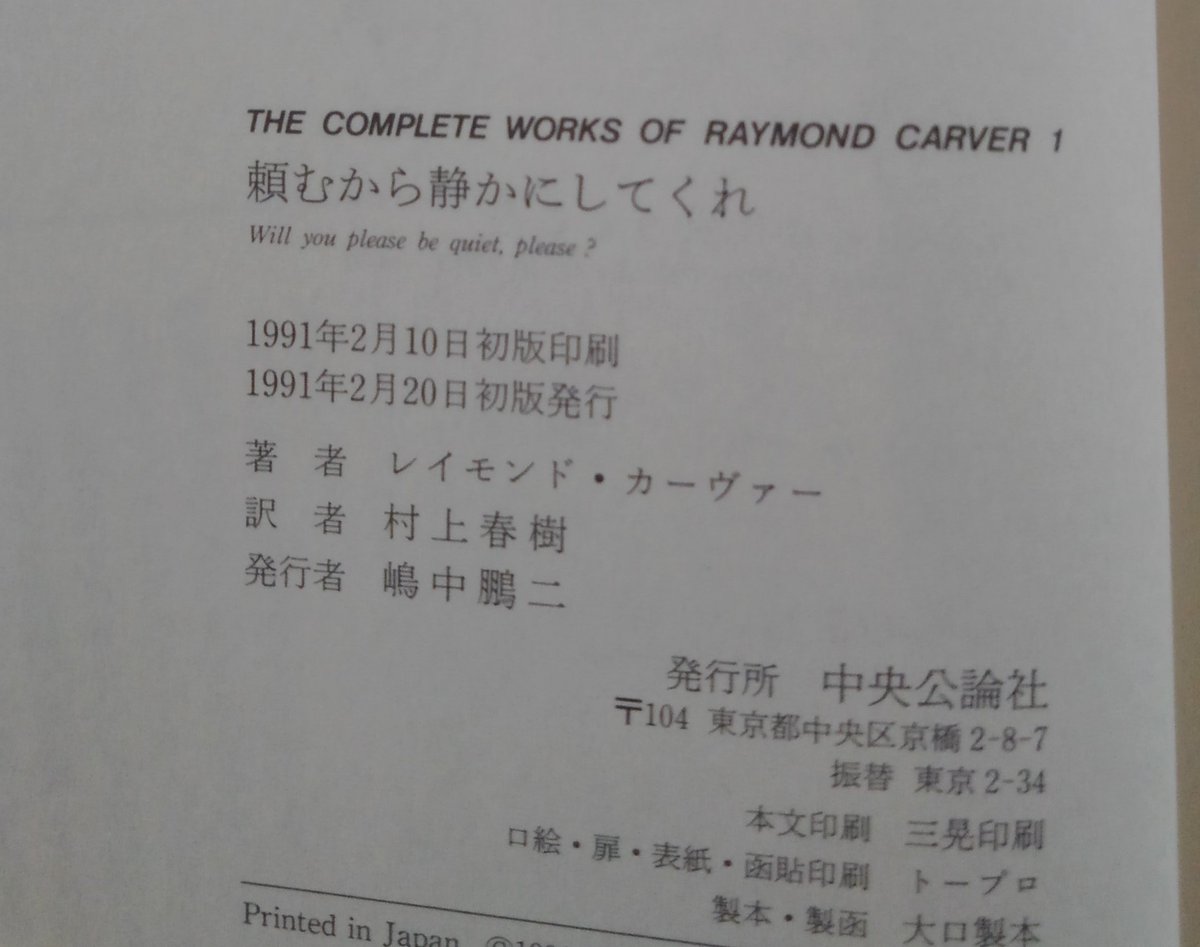 THE COMPLETE WORKS OF RAYMOND CARVER 1
頼むから静かにしてくれ
Will you please be quiet, please?
1991年2月10日初版印刷
1991年2月20日初版発行
著 者 レイモンド・カーヴァー
訳 者 村上春樹
発行者 嶋中鵬二
発行所 中央公論社
〒104 東京都中央区京橋2-8-7
振替 東京2-34
本文印刷 三晃印刷
口絵・扉・表紙・函貼印刷 トープロ
製本・製函 大口製本
Printed in Japan